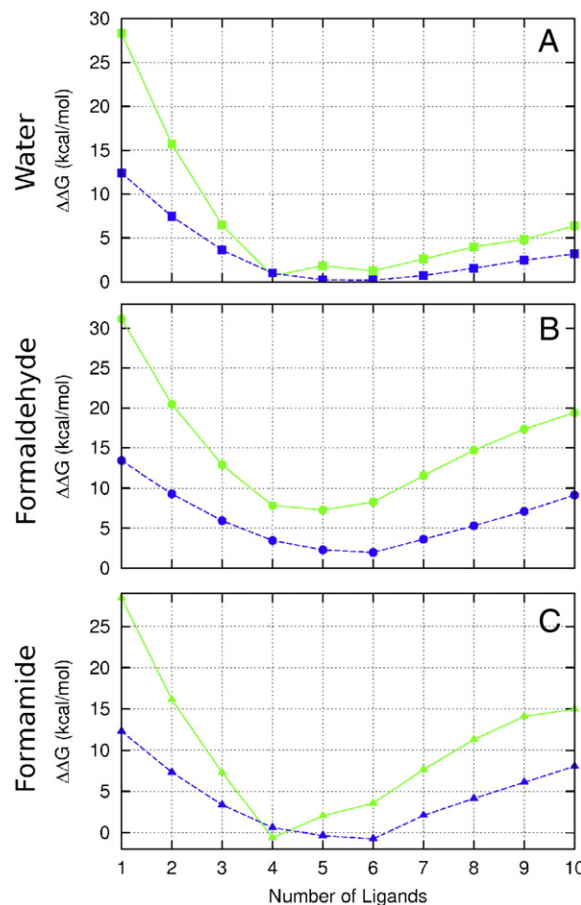 A
Water
ΔΔG (kcal/mol)
30
25
20
15
10
5
0
B
Formaldehyde
ΔΔG (kcal/mol)
30
25
20
15
10
5
0
C
Formamide
ΔΔG (kcal/mol)
25
20
15
10
5
0
1 2 3 4 5 6 7 8 9 10
Number of Ligands